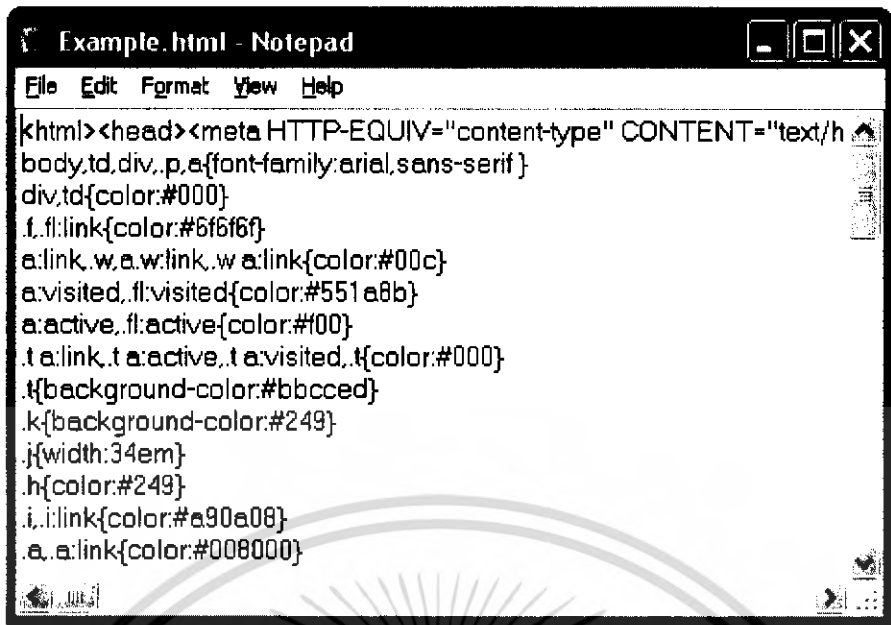 Example.html - Notepad
File Edit Format View Help
<html><head><meta HTTP-EQUIV="content-type" CONTENT="text/h
body,td,div,.p,a{font-family:arial,sans-serif}
div,td{color:#000}
.f,.fl:link{color:#6f6f6f}
a:link,.w,a.w:link,.w a:link{color:#00c}
a:visited,.fl:visited{color:#551a8b}
a:active,.fl:active{color:#f00}
.t a:link,.t a:active,.t a:visited,.t{color:#000}
.t{background-color:#bbcced}
.k{background-color:#249}
.j{width:34em}
.h{color:#249}
.i,.i:link{color:#a90a08}
.a,.a:link{color:#008000}